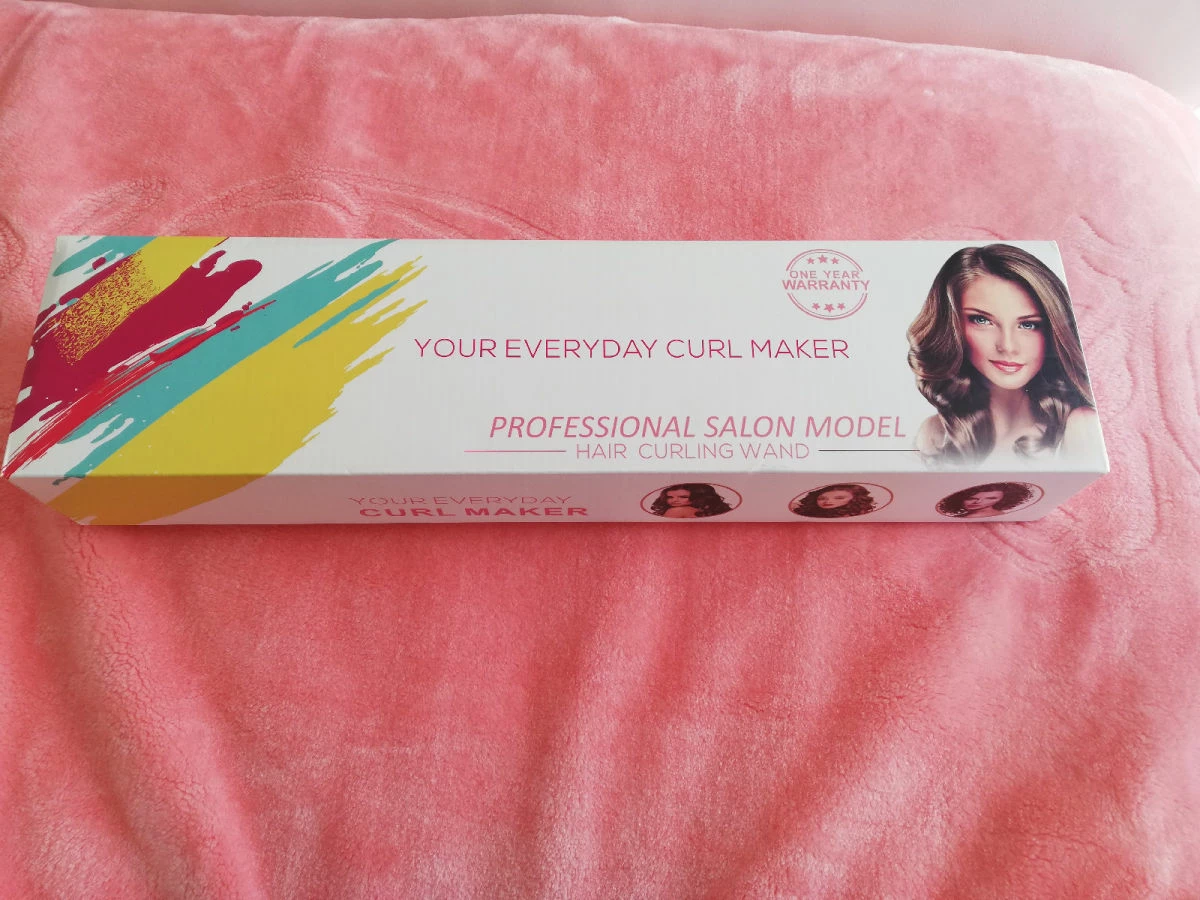 ONE YEAR
WARRANTY
YOUR EVERYDAY CURL MAKER
PROFESSIONAL SALON MODEL
HAIR CURLING WAND
YOUR EVERYDAY
CURL MAKER